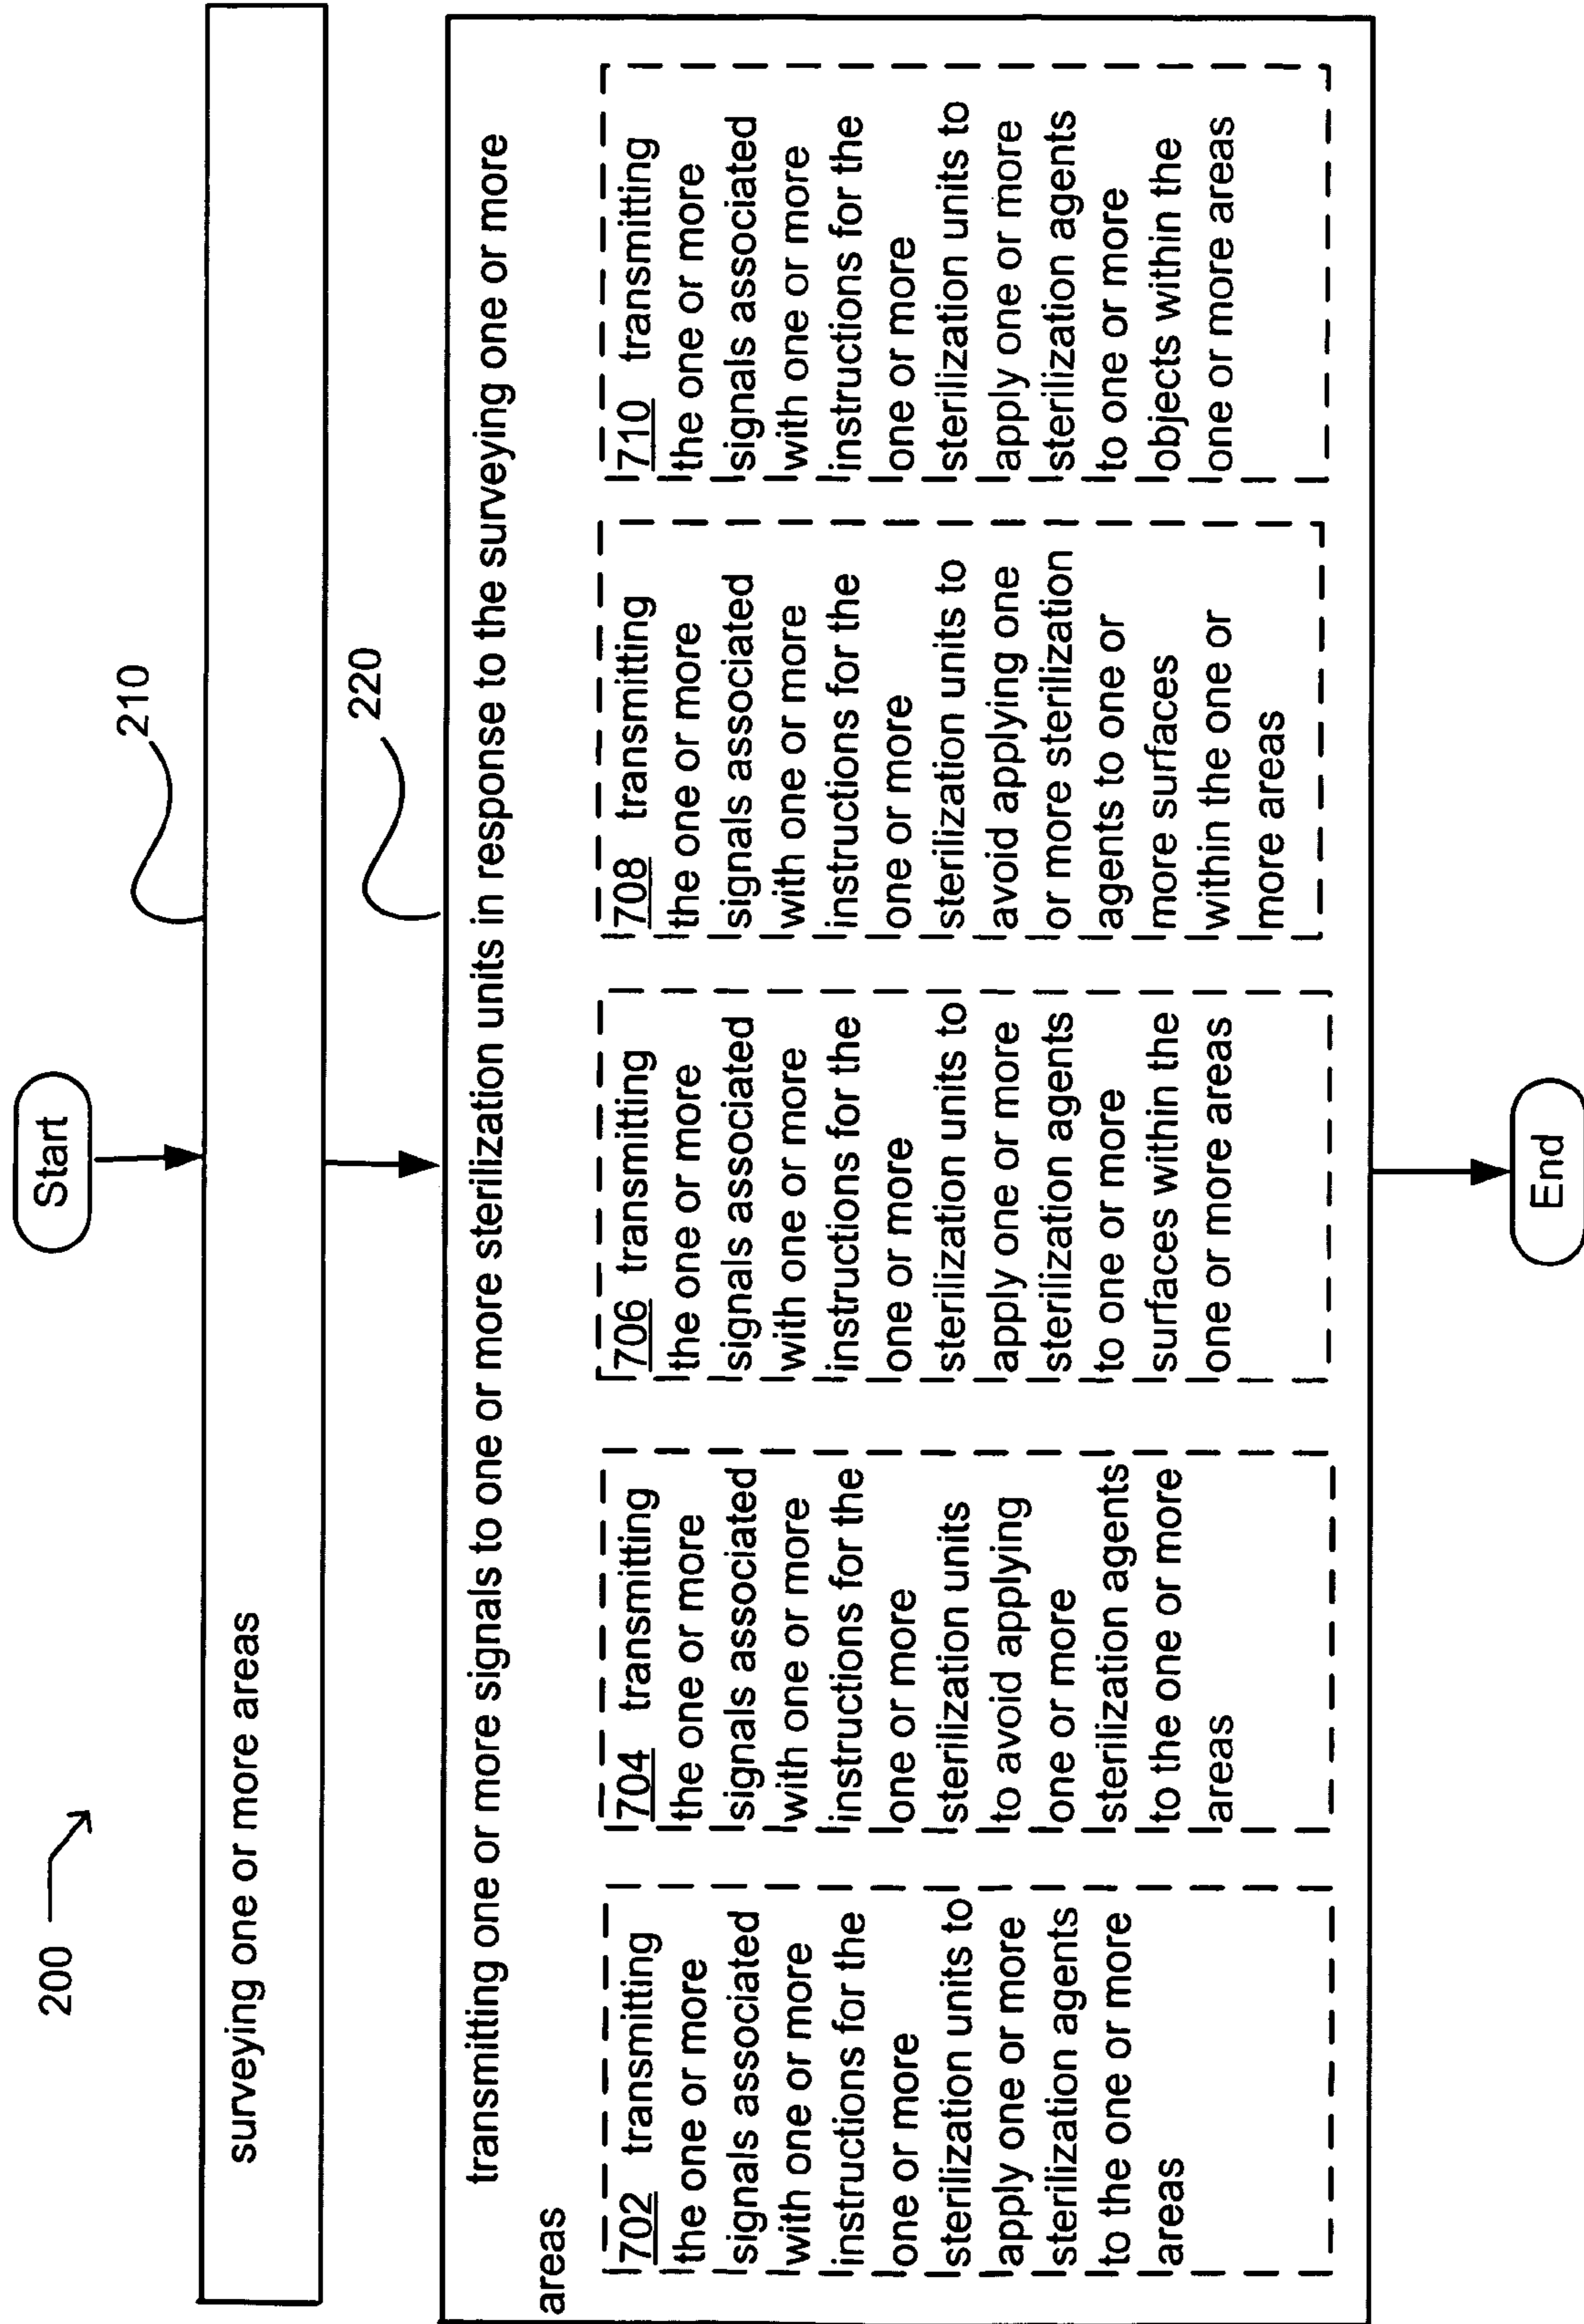 200
Start
210
surveying one or more areas
220
transmitting one or more signals to one or more sterilization units in response to the surveying one or more
areas
702 transmitting
the one or more
signals associated
with one or more
instructions for the
one or more
sterilization units to
apply one or more
sterilization agents
to the one or more
areas
704 transmitting
the one or more
signals associated
with one or more
instructions for the
one or more
sterilization units
to avoid applying
one or more
sterilization agents
to the one or more
areas
706 transmitting
the one or more
signals associated
with one or more
instructions for the
one or more
sterilization units to
apply one or more
sterilization agents
to one or more
surfaces within the
one or more areas
708 transmitting
the one or more
signals associated
with one or more
instructions for the
one or more
sterilization units to
avoid applying one
or more sterilization
agents to one or
more surfaces
within the one or
more areas
710 transmitting
the one or more
signals associated
with one or more
instructions for the
one or more
sterilization units to
apply one or more
sterilization agents
to one or more
objects within the
one or more areas
End